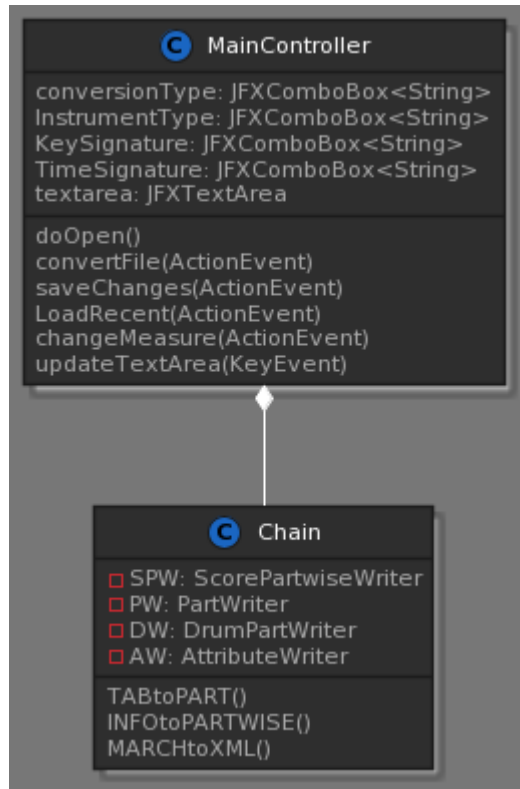 C MainController
conversionType: JFXComboBox<String>
InstrumentType: JFXComboBox<String>
KeySignature: JFXComboBox<String>
TimeSignature: JFXComboBox<String>
textarea: JFXTextArea
doOpen()
convertFile(ActionEvent)
saveChanges(ActionEvent)
LoadRecent(ActionEvent)
changeMeasure(ActionEvent)
updateTextArea(KeyEvent)
C Chain
SPW: ScorePartwiseWriter
PW: PartWriter
DW: DrumPartWriter
AW: AttributeWriter
TABtoPART()
INFOtoPARTWISE()
MARCHtoXML()